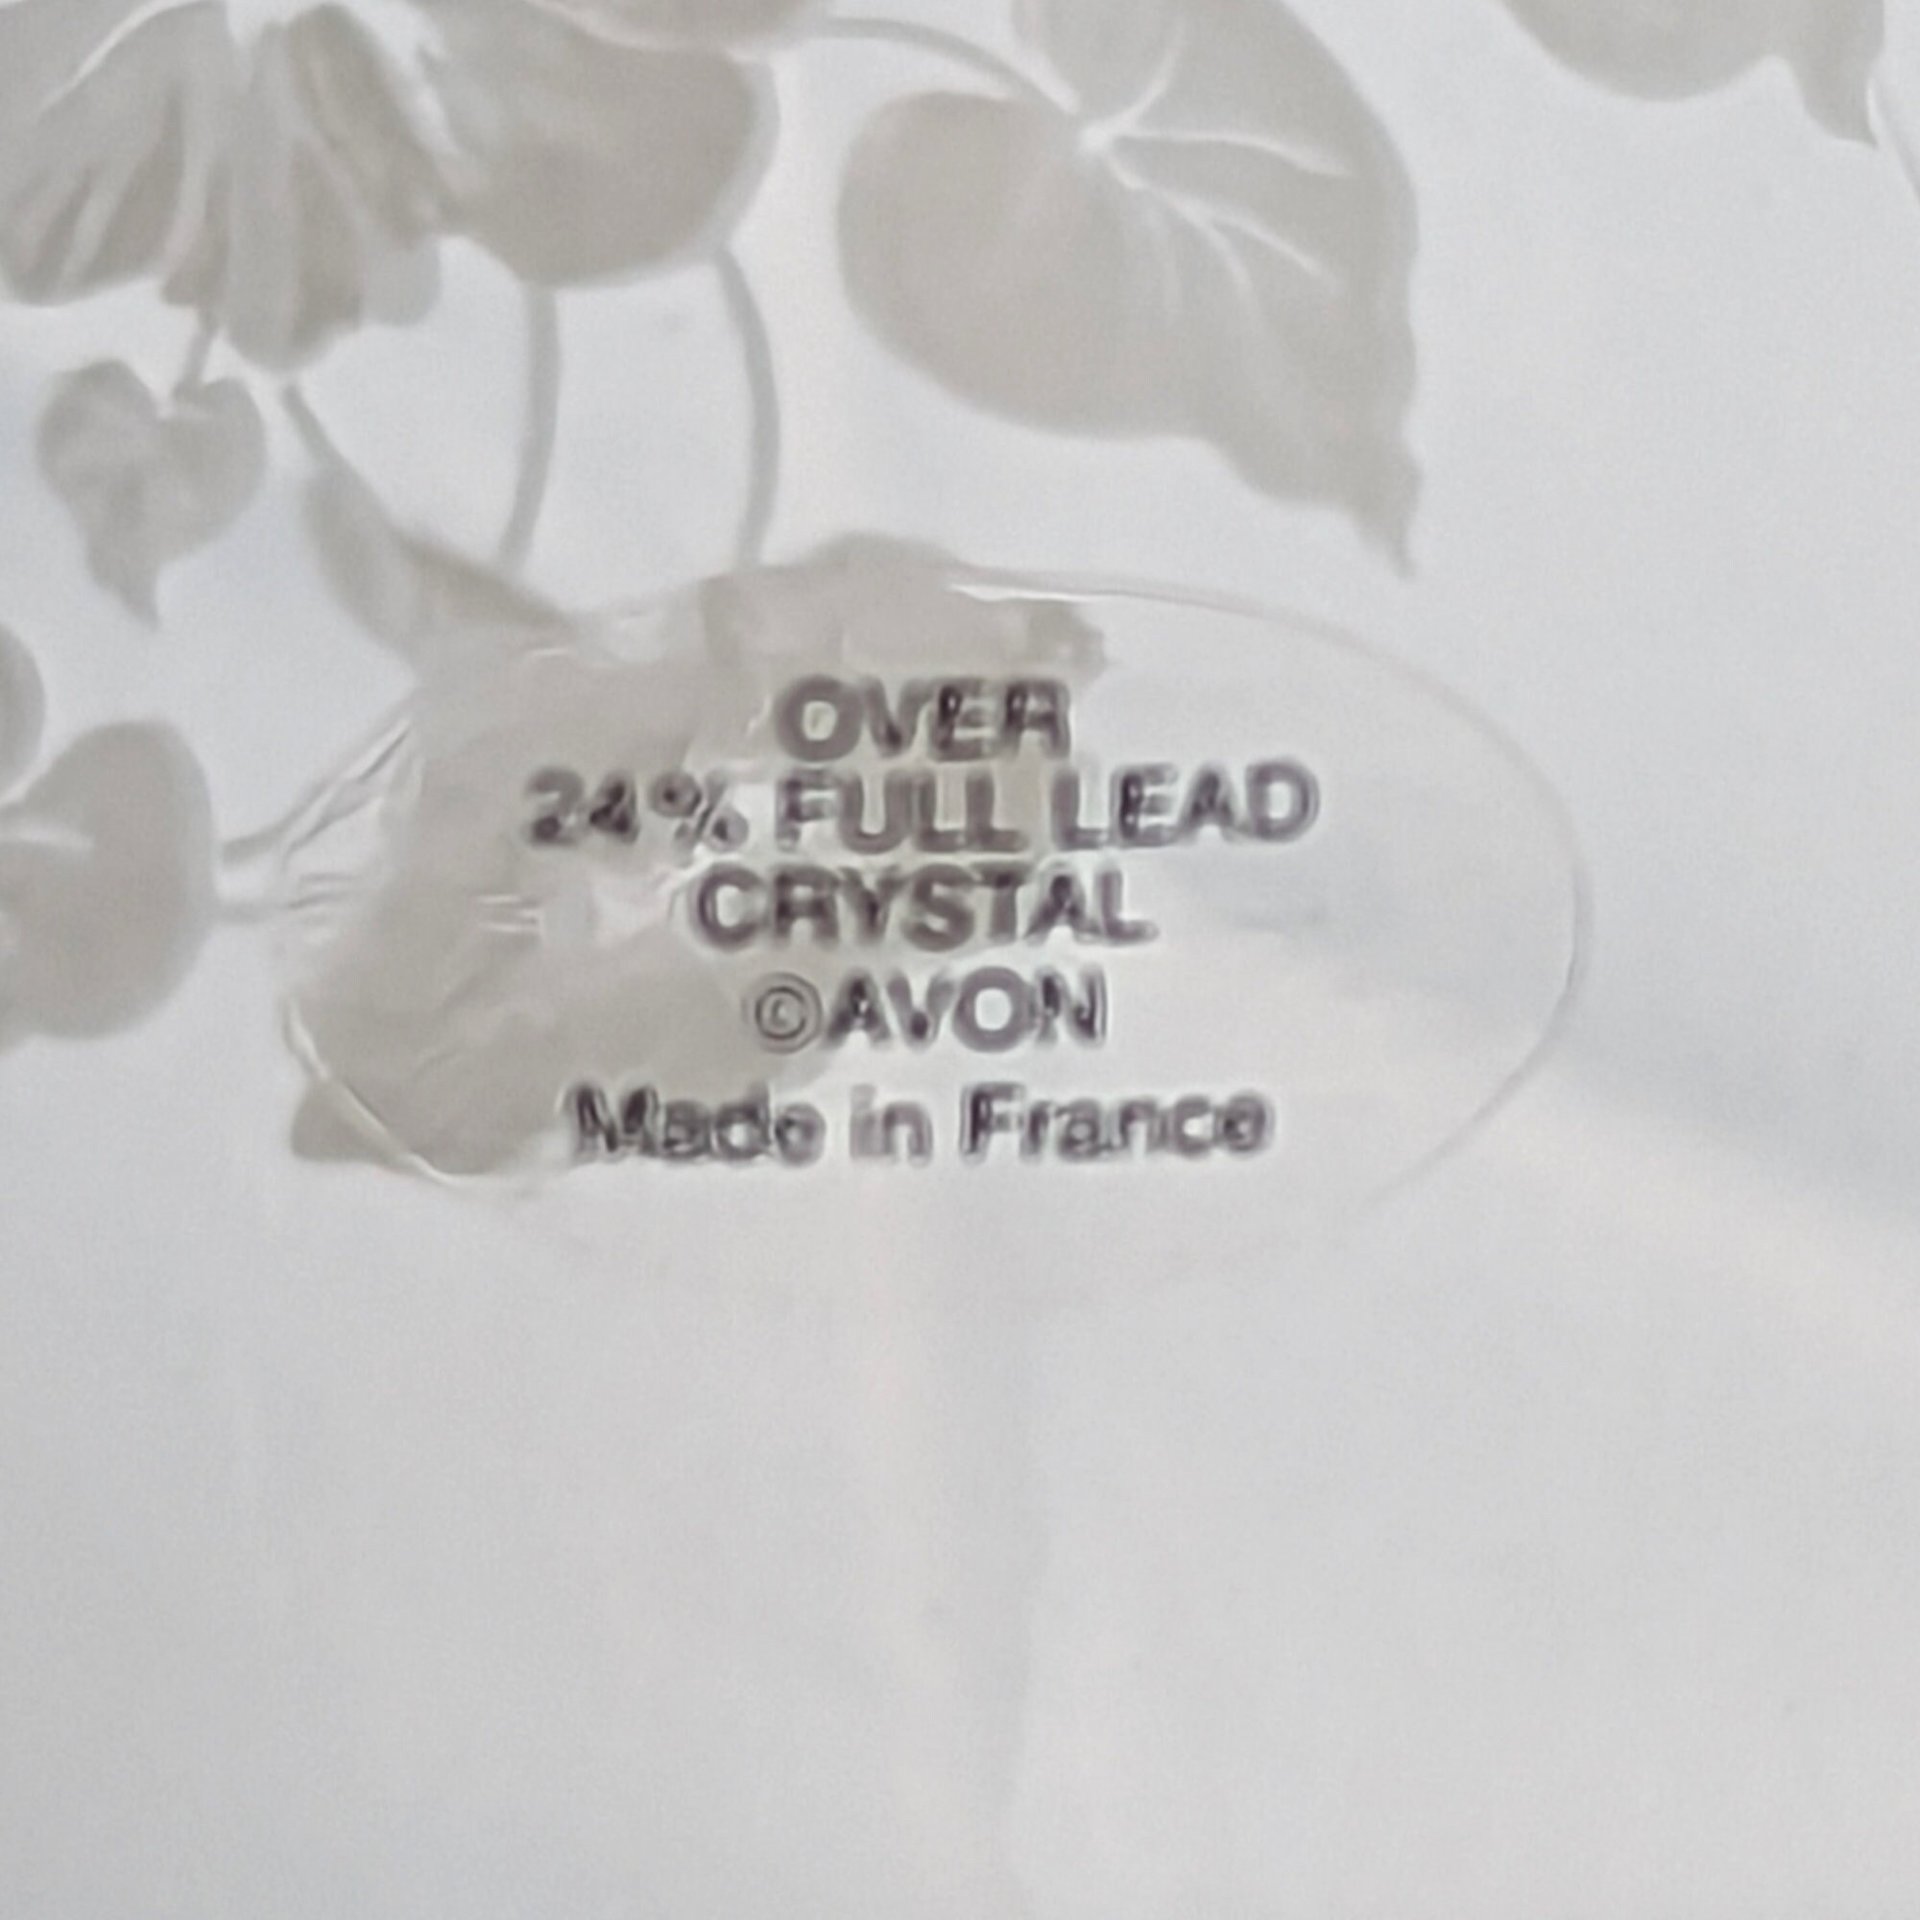 OVER
24% FULL LEAD
CRYSTAL
©AVON
Made in France